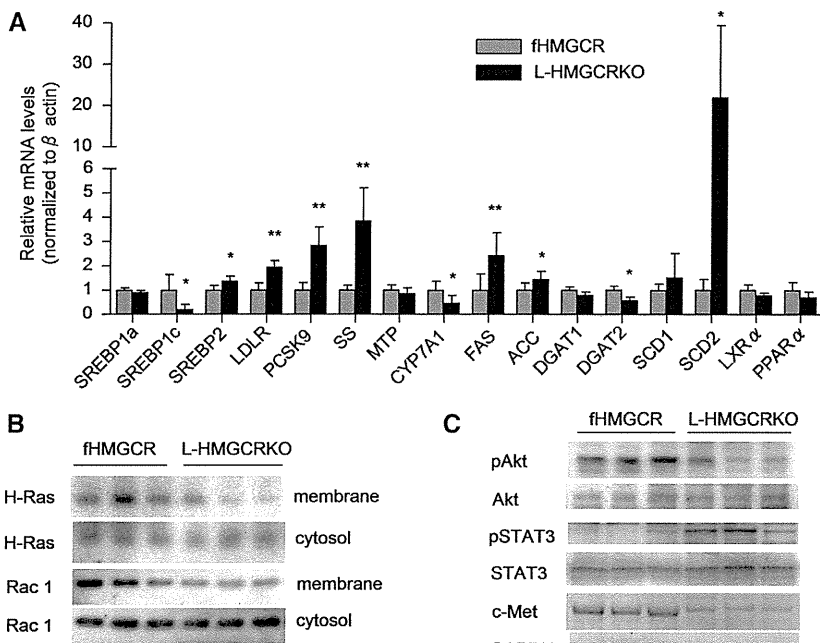 A
Relative mRNA levels
(normalized to β actin)
40
30
20
10
6
5
4
3
2
1
0
fHMGCR
L-HMGCRKO
* * ** ** ** * ** * * *
SREBP1a SREBP1c SREBP2 LDLR PCSK9 SS MTP CYP7A1 FAS ACC DGAT1 DGAT2 SCD1 SCD2 LXRα PPARα
B
fHMGCR L-HMGCRKO
H-Ras membrane
H-Ras cytosol
Rac 1 membrane
Rac 1 cytosol
C
fHMGCR L-HMGCRKO
pAkt
Akt
pSTAT3
STAT3
c-Met